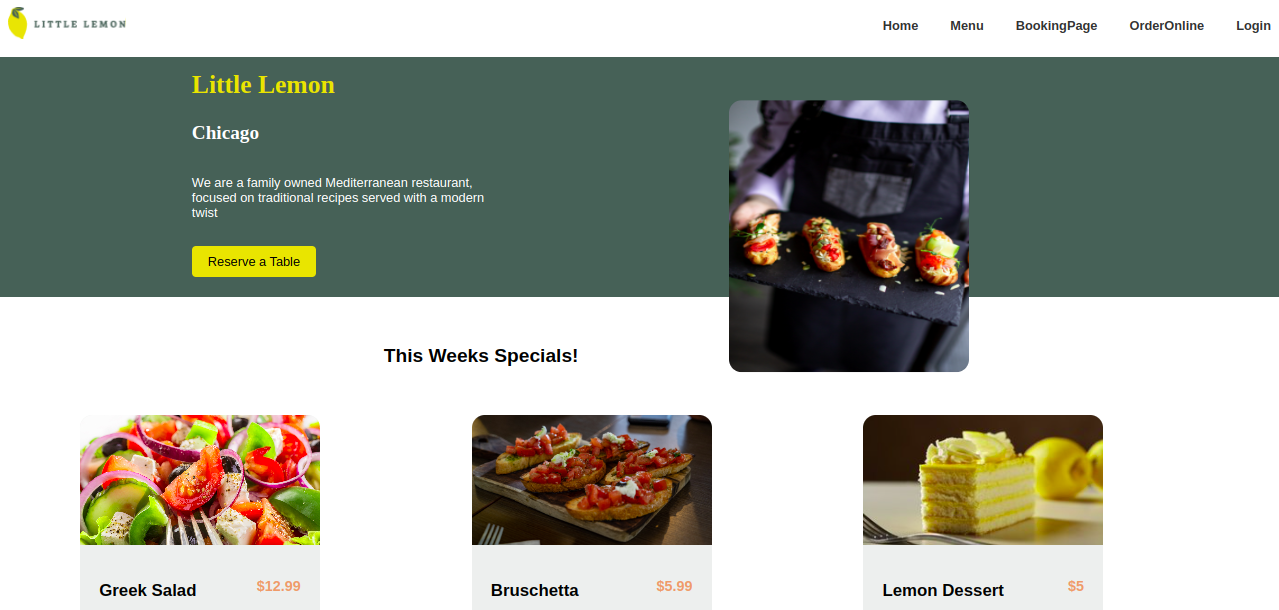 LITTLE LEMON
Home Menu BookingPage OrderOnline Login
Little Lemon
Chicago
We are a family owned Mediterranean restaurant,
focused on traditional recipes served with a modern
twist
Reserve a Table
This Weeks Specials!
Greek Salad $12.99
Bruschetta $5.99
Lemon Dessert $5